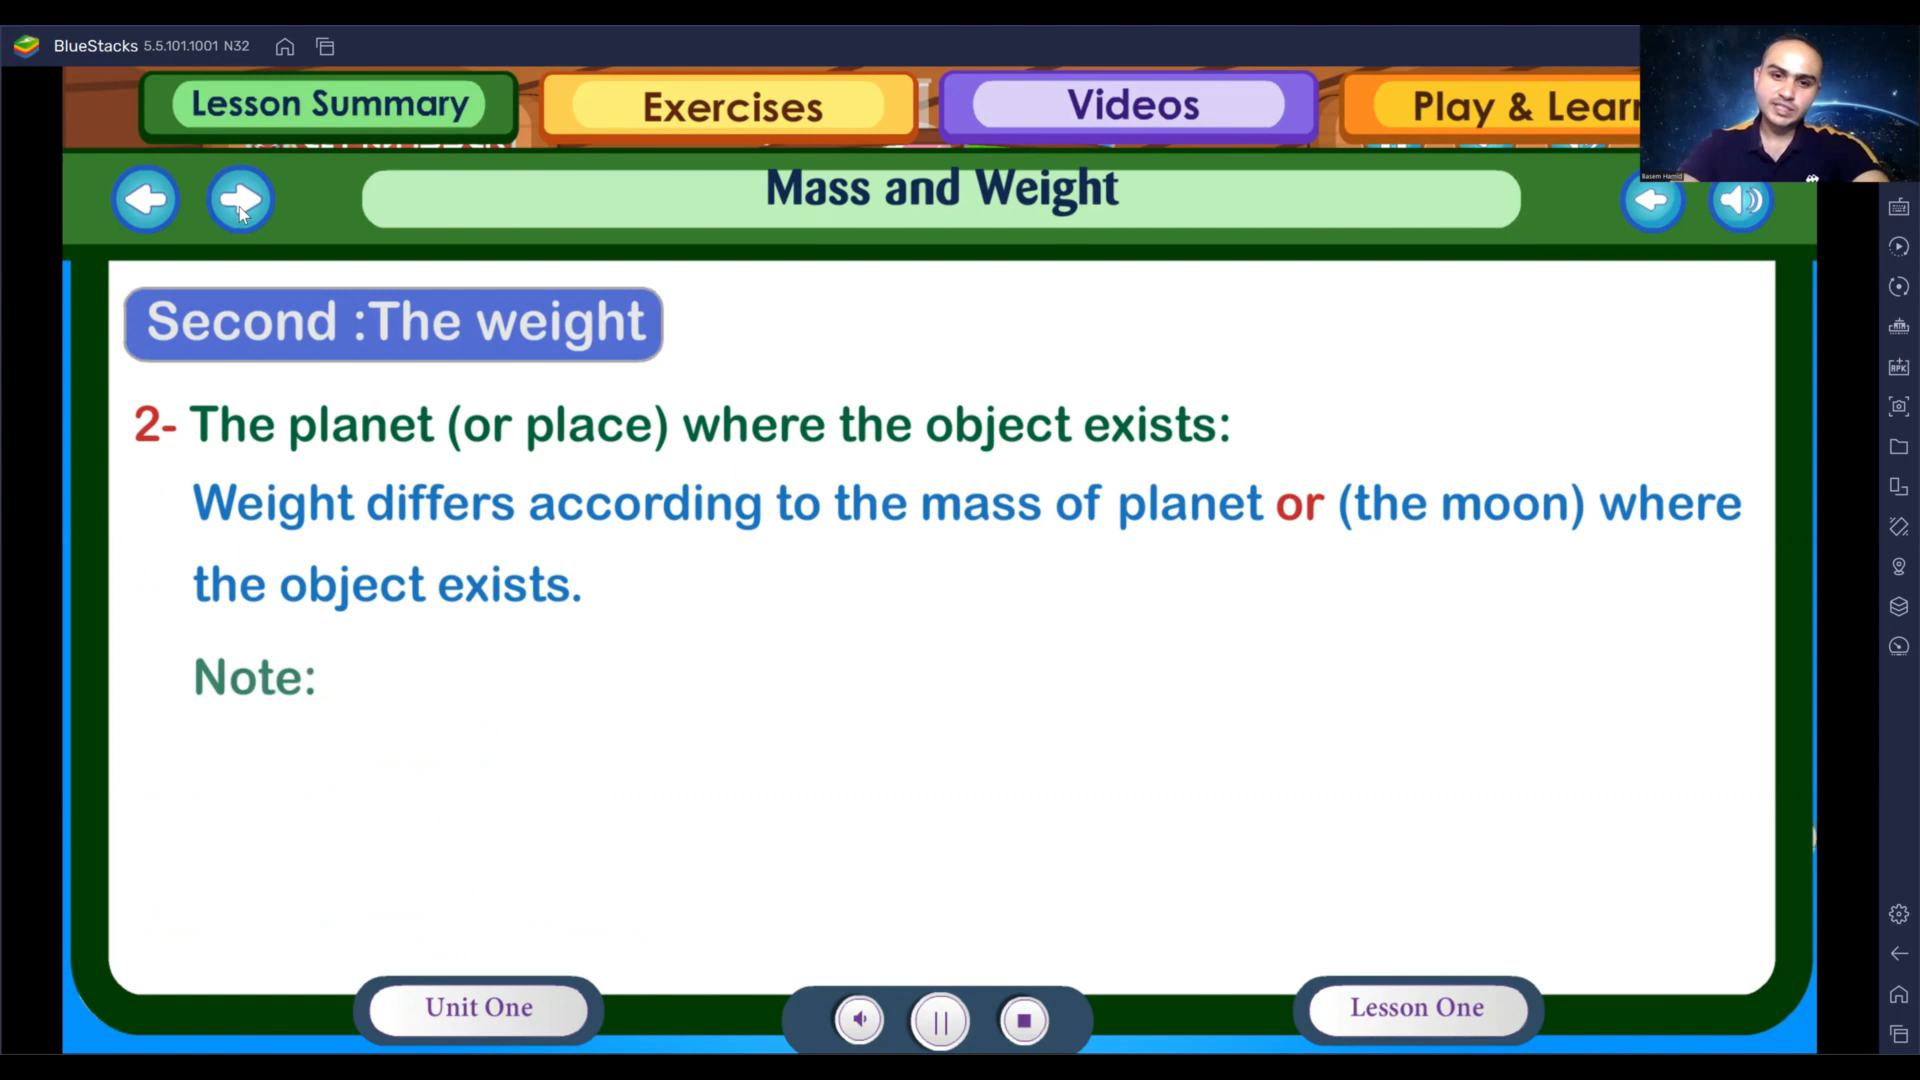 BlueStacks 5.5.101.1001 N32
Lesson Summary
Exercises
Videos
Play & Lear
Basem Hamid
Mass and Weight
Second :The weight
2- The planet (or place) where the object exists:
Weight differs according to the mass of planet or (the moon) where
the object exists.
Note:
Unit One
Lesson One